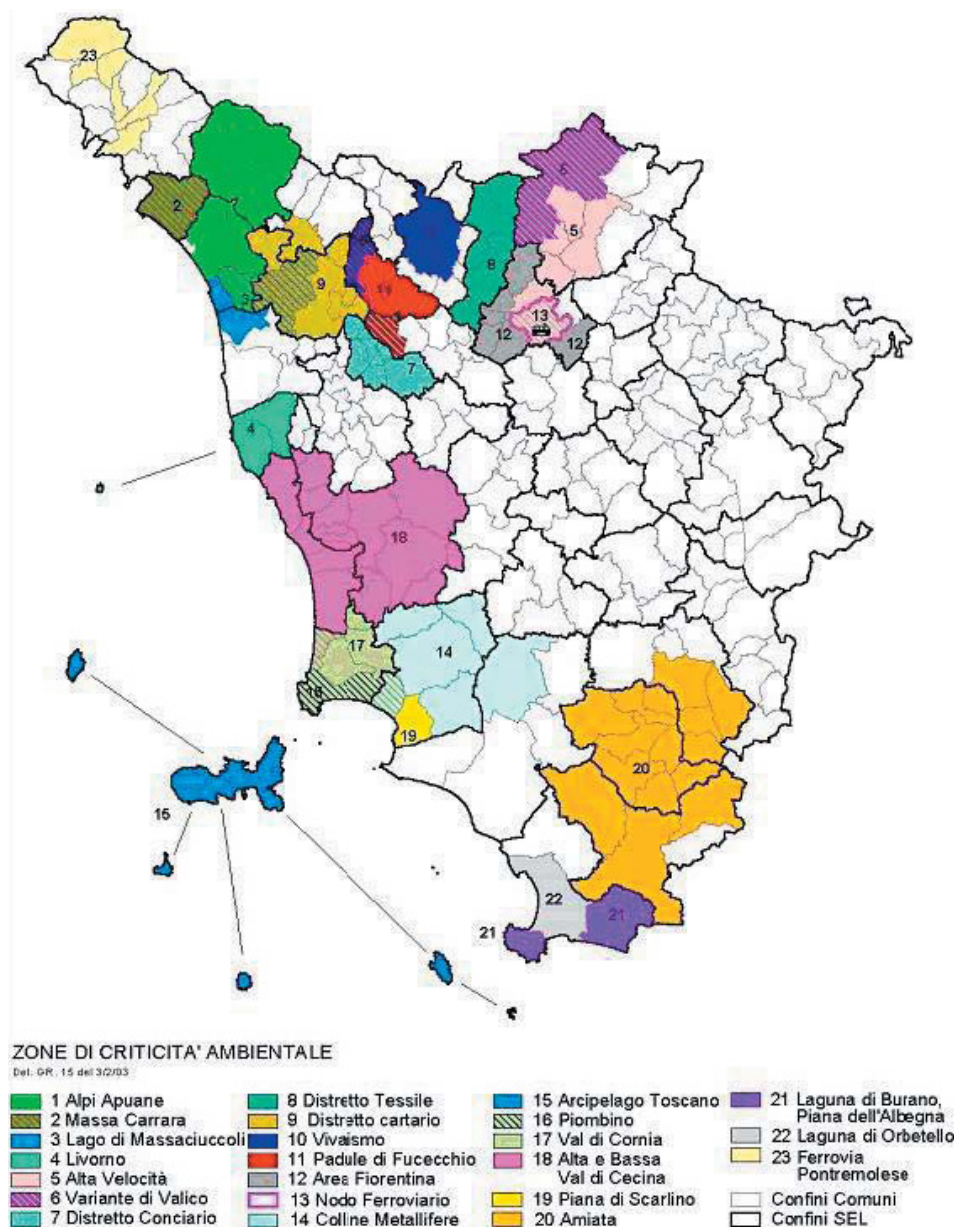 23
2
6
5
8
9
11
3
13
12
12
7
4
18
17
14
16
19
20
15
22
21
21
ZONE DI CRITICITA' AMBIENTALE
Del. GR. 15 del 3/2/03
1 Alpi Apuane
2 Massa Carrara
3 Lago di Massaciuccoli
4 Livorno
5 Alta Velocità
6 Variante di Valico
7 Distretto Conciario
8 Distretto Tessile
9 Distretto cartario
10 Vivaismo
11 Padule di Fucecchio
12 Area Fiorentina
13 Nodo Ferroviario
14 Colline Metallifere
15 Arcipelago Toscano
16 Piombino
17 Val di Cornia
18 Alta e Bassa
Val di Cecina
19 Piana di Scarlino
20 Amiata
21 Laguna di Burano,
Piana dell'Albegna
22 Laguna di Orbetello
23 Ferrovia
Pontremolese
Confini Comuni
Confini SEL